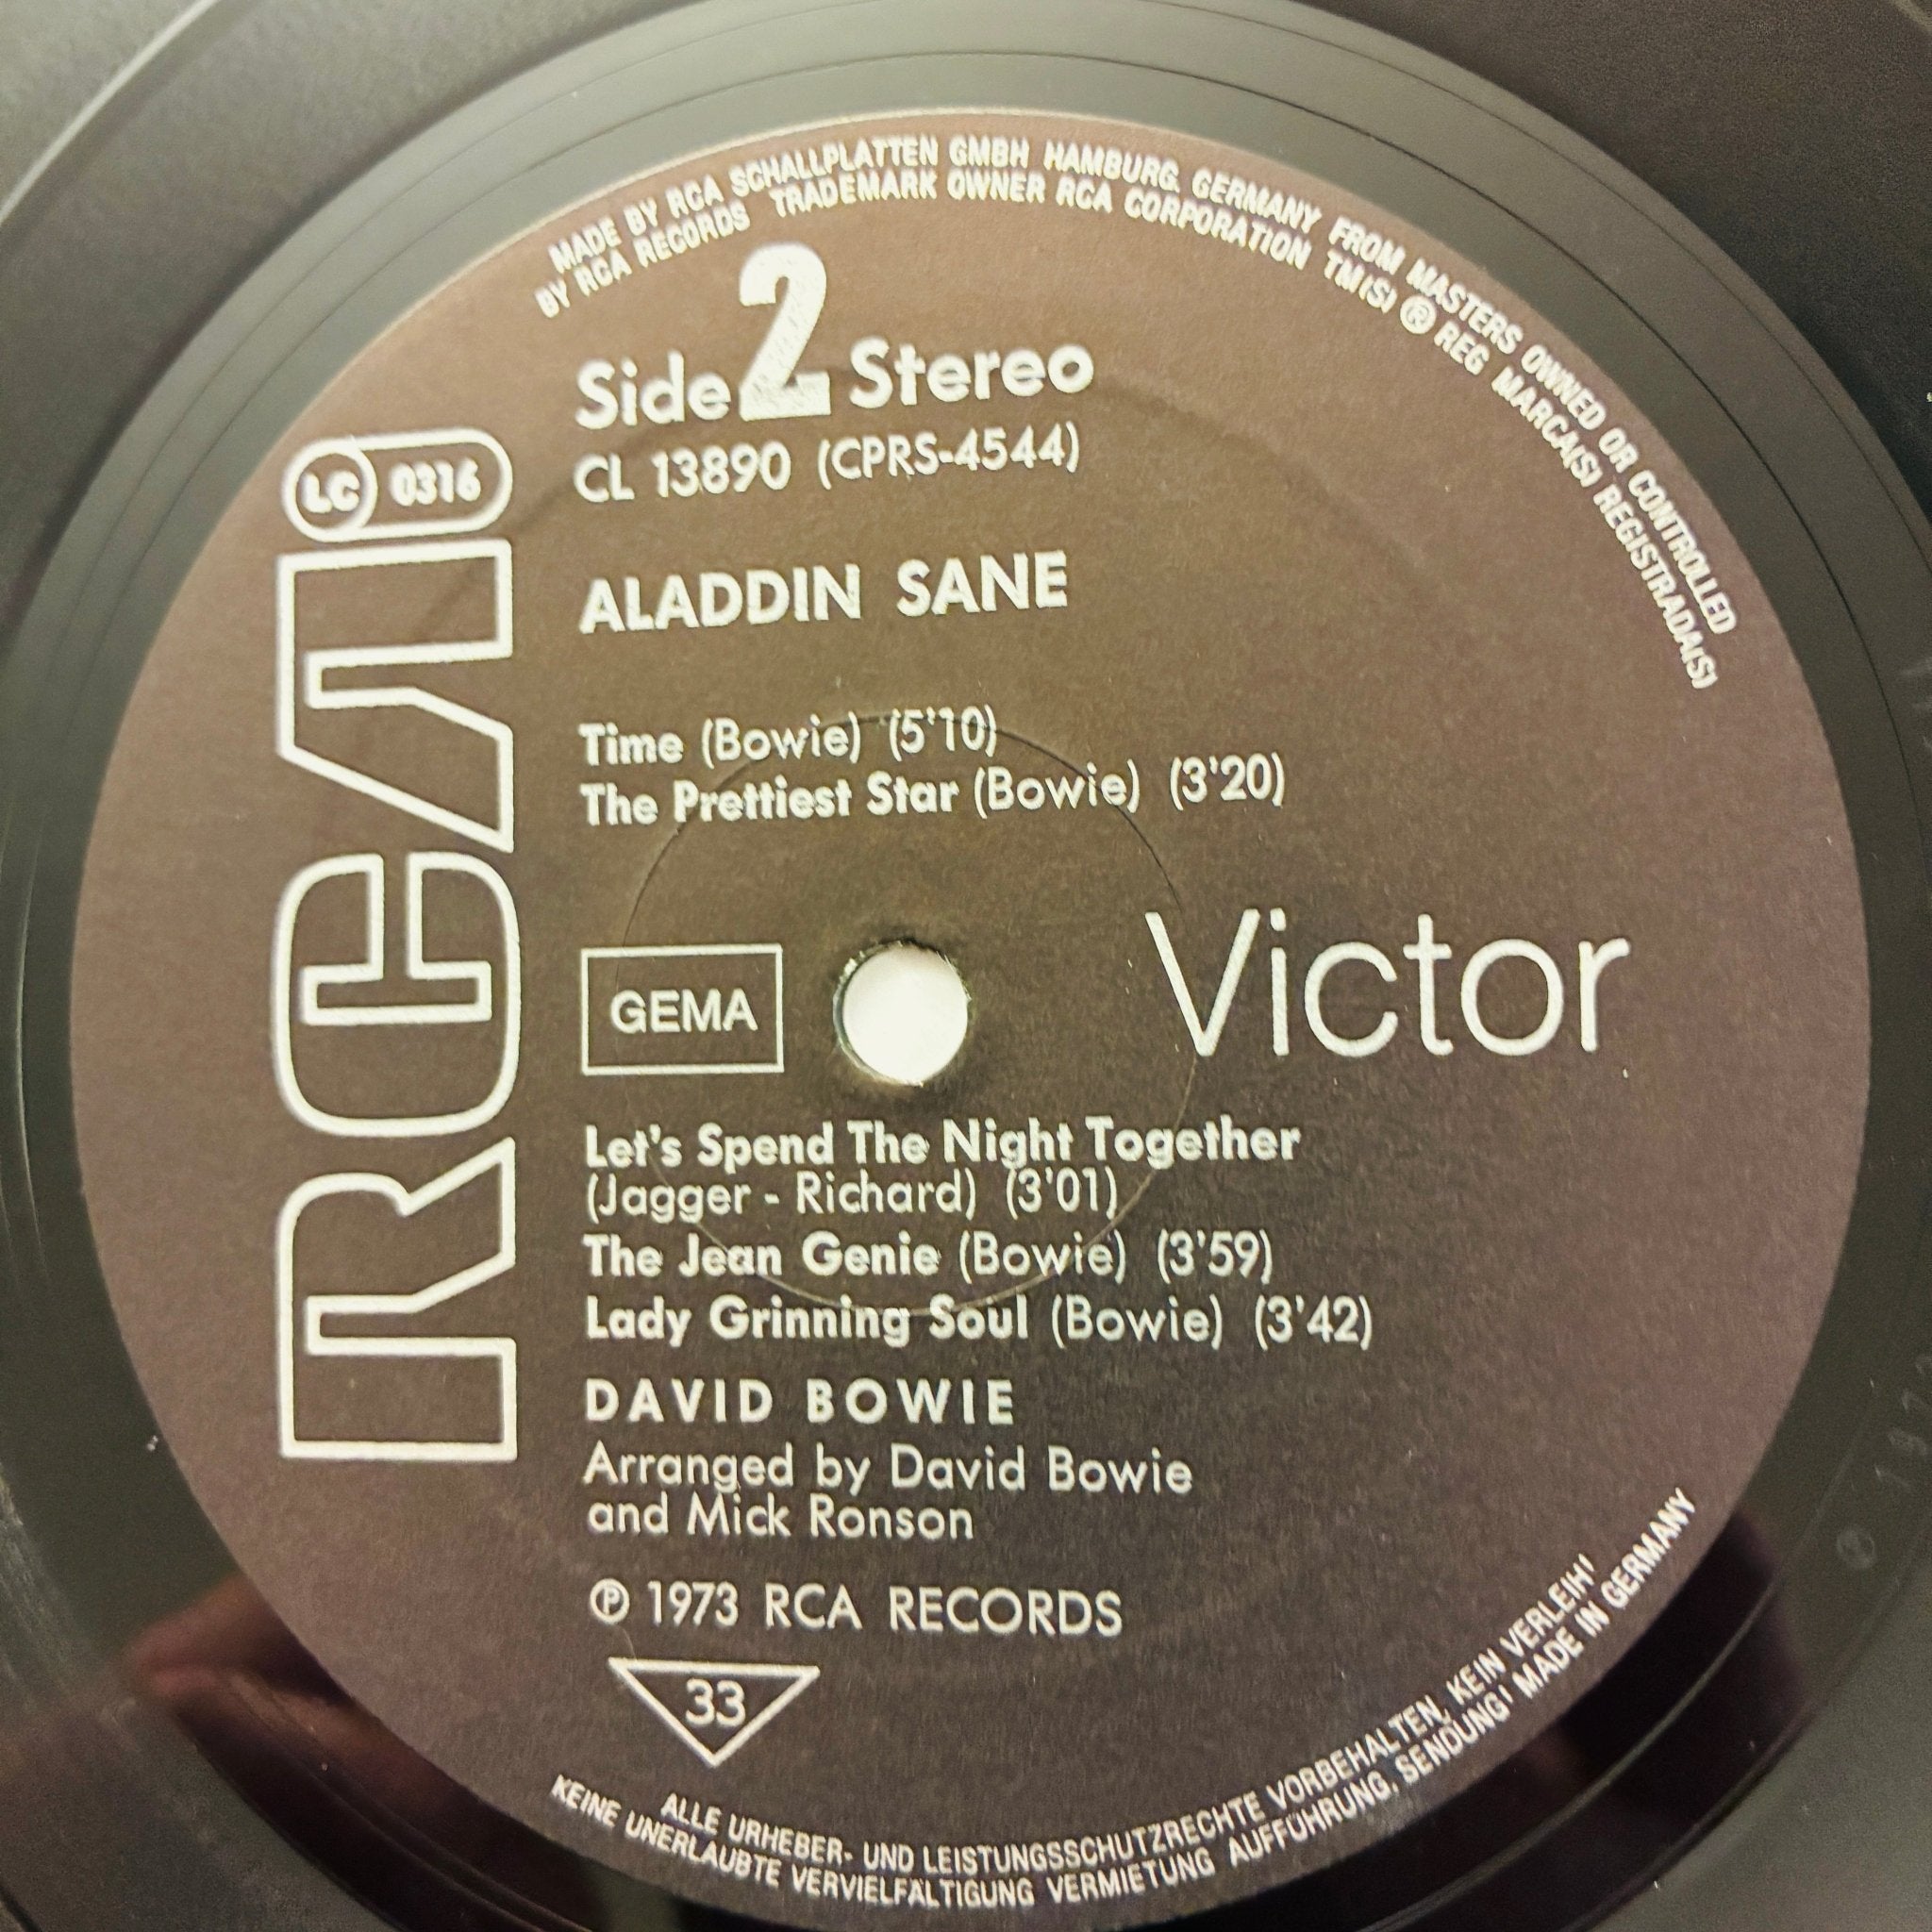 MADE BY RCA SCHALLPLATTEN GMBH HAMBURG. GERMANY FROM MASTERS OWNED OR CONTROLLED
BY RCA RECORDS TRADEMARK OWNER RCA CORPORATION TM(S) ® REG MARCA(S) REGISTRADA(S)
Side 2 Stereo
CL 13890 (CPRS-4544)
LC 0316
RCA
ALADDIN SANE
Time (Bowie) (5'10)
The Prettiest Star (Bowie) (3'20)
GEMA
Victor
Let's Spend The Night Together
(Jagger - Richard) (3'01)
The Jean Genie (Bowie) (3'59)
Lady Grinning Soul (Bowie) (3'42)
DAVID BOWIE
Arranged by David Bowie
and Mick Ronson
℗ 1973 RCA RECORDS
33
ALLE URHEBER- UND LEISTUNGSSCHUTZRECHTE VORBEHALTEN, KEIN VERLEIH'
KEINE UNERLAUBTE VERVIELFÄLTIGUNG VERMIETUNG AUFFÜHRUNG, SENDUNG' MADE IN GERMANY